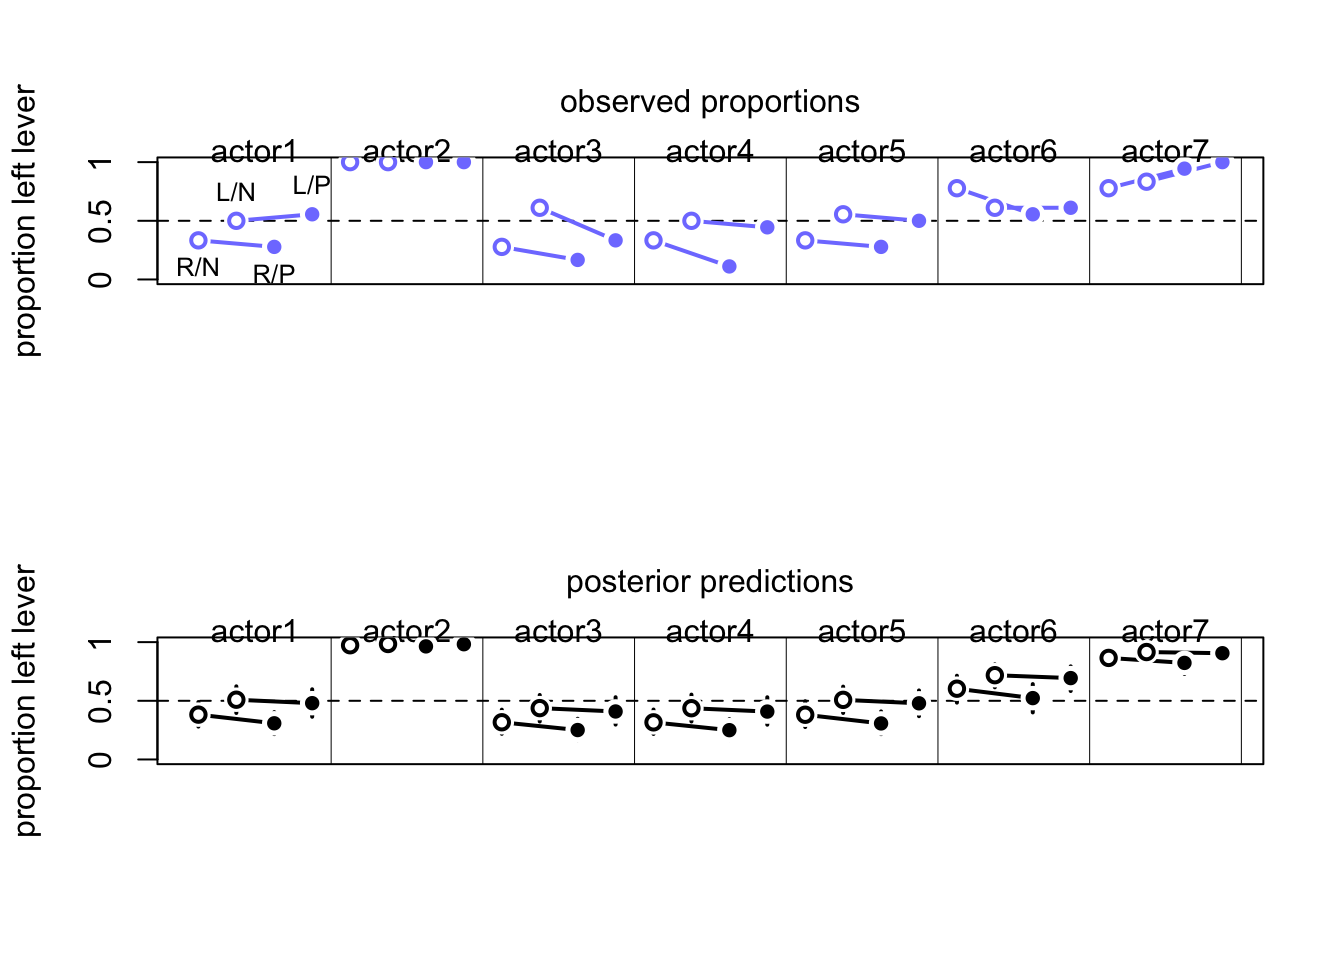 observed proportions
proportion left lever
actor1 actor2 actor3 actor4 actor5 actor6 actor7
1
0.5
0
L/N L/P
R/N R/P
posterior predictions
proportion left lever
actor1 actor2 actor3 actor4 actor5 actor6 actor7
1
0.5
0